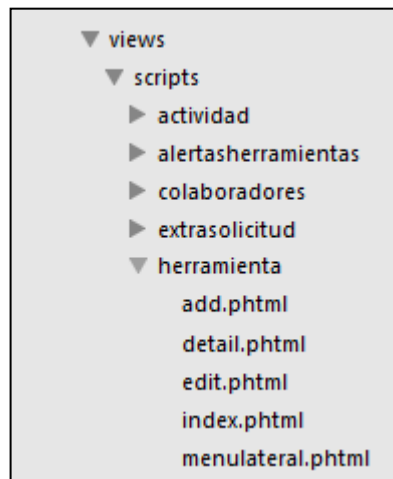 views
scripts
actividad
alertasherramientas
colaboradores
extrasolicitud
herramienta
add.phtml
detail.phtml
edit.phtml
index.phtml
menulateral.phtml